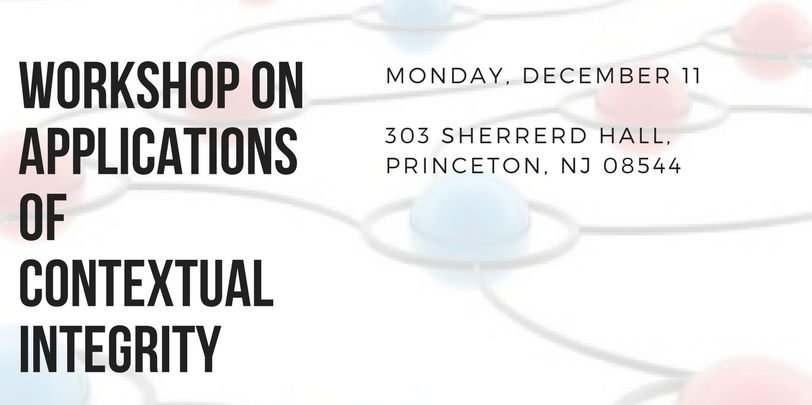 WORKSHOP ON
APPLICATIONS
OF
CONTEXTUAL
INTEGRITY
MONDAY, DECEMBER 11
303 SHERRERD HALL,
PRINCETON, NJ 08544